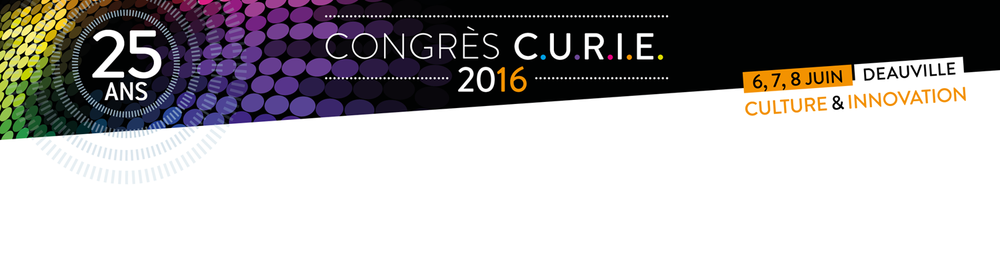 25
ANS
CONGRÈS C.U.R.I.E.
2016
6, 7, 8 JUIN DEAUVILLE
CULTURE & INNOVATION